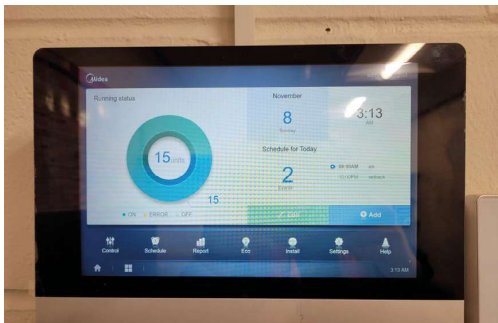 Midea
Running status
November
8
Sunday
3:13
AM
15 units
Schedule for Today
2
15
ON ERROR OFF
Edit
Add
Control
Schedule
Report
Eco
Install
Settings
Help
3:13 AM